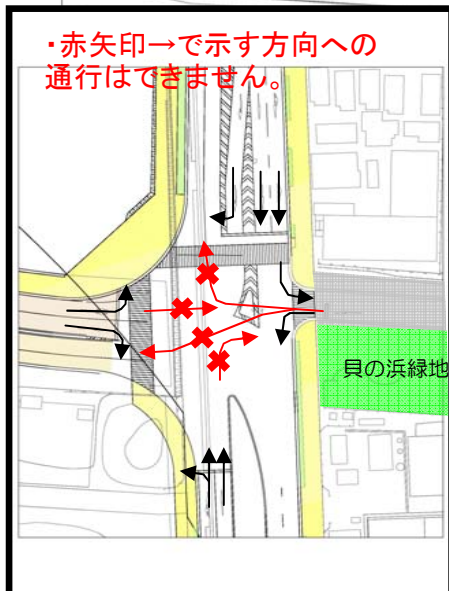 ・赤矢印→で示す方向への
通行はできません。
貝の浜緑地